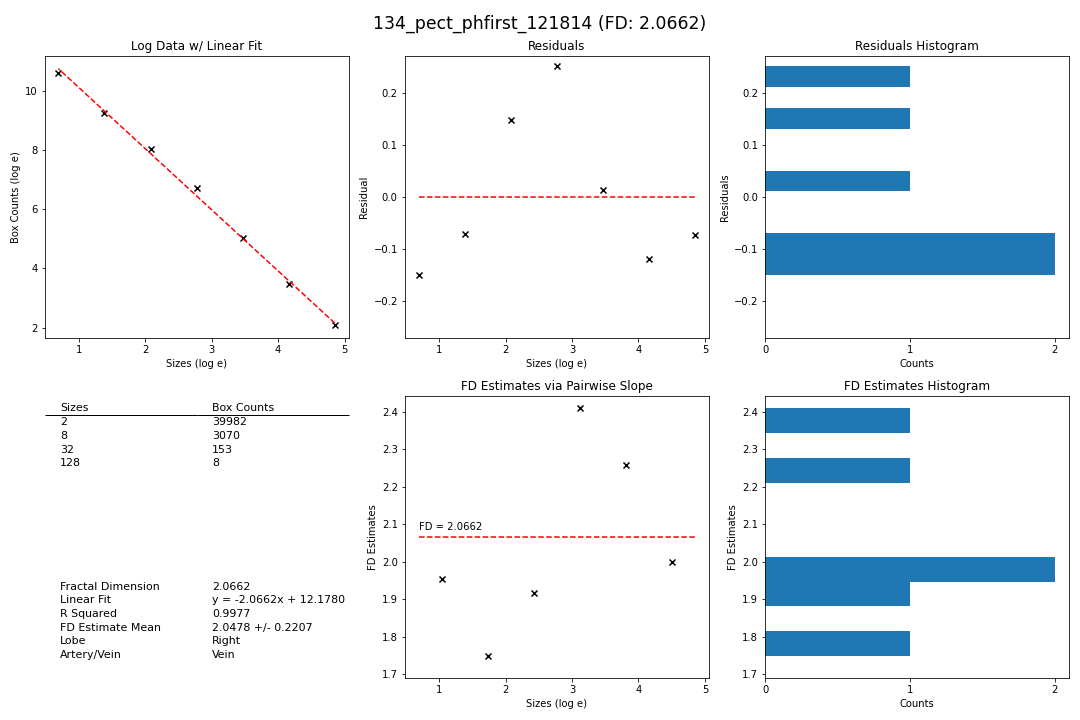 134_pect_phfirst_121814 (FD: 2.0662)
Log Data w/ Linear Fit
Box Counts (log e)
10
8
6
4
2
1 2 3 4 5
Sizes (log e)
Residuals
Residual
0.2
0.1
0.0
−0.1
−0.2
1 2 3 4 5
Sizes (log e)
Residuals Histogram
Residuals
0.2
0.1
0.0
−0.1
−0.2
0 1 2
Counts
Sizes Box Counts
2 39982
8 3070
32 153
128 8
Fractal Dimension 2.0662
Linear Fit y = -2.0662x + 12.1780
R Squared 0.9977
FD Estimate Mean 2.0478 +/- 0.2207
Lobe Right
Artery/Vein Vein
FD Estimates via Pairwise Slope
FD Estimates
2.4
2.3
2.2
2.1
2.0
1.9
1.8
1.7
FD = 2.0662
1 2 3 4 5
Sizes (log e)
FD Estimates Histogram
FD Estimates
2.4
2.3
2.2
2.1
2.0
1.9
1.8
1.7
0 1 2
Counts